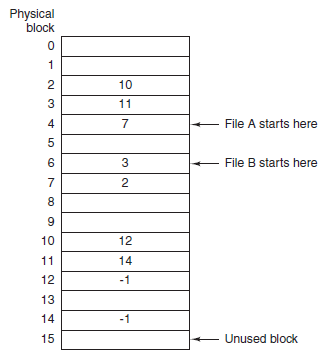 Physical
block
0
1
2 10
3 11
4 7 File A starts here
5
6 3 File B starts here
7 2
8
9
10 12
11 14
12 -1
13
14 -1
15 Unused block